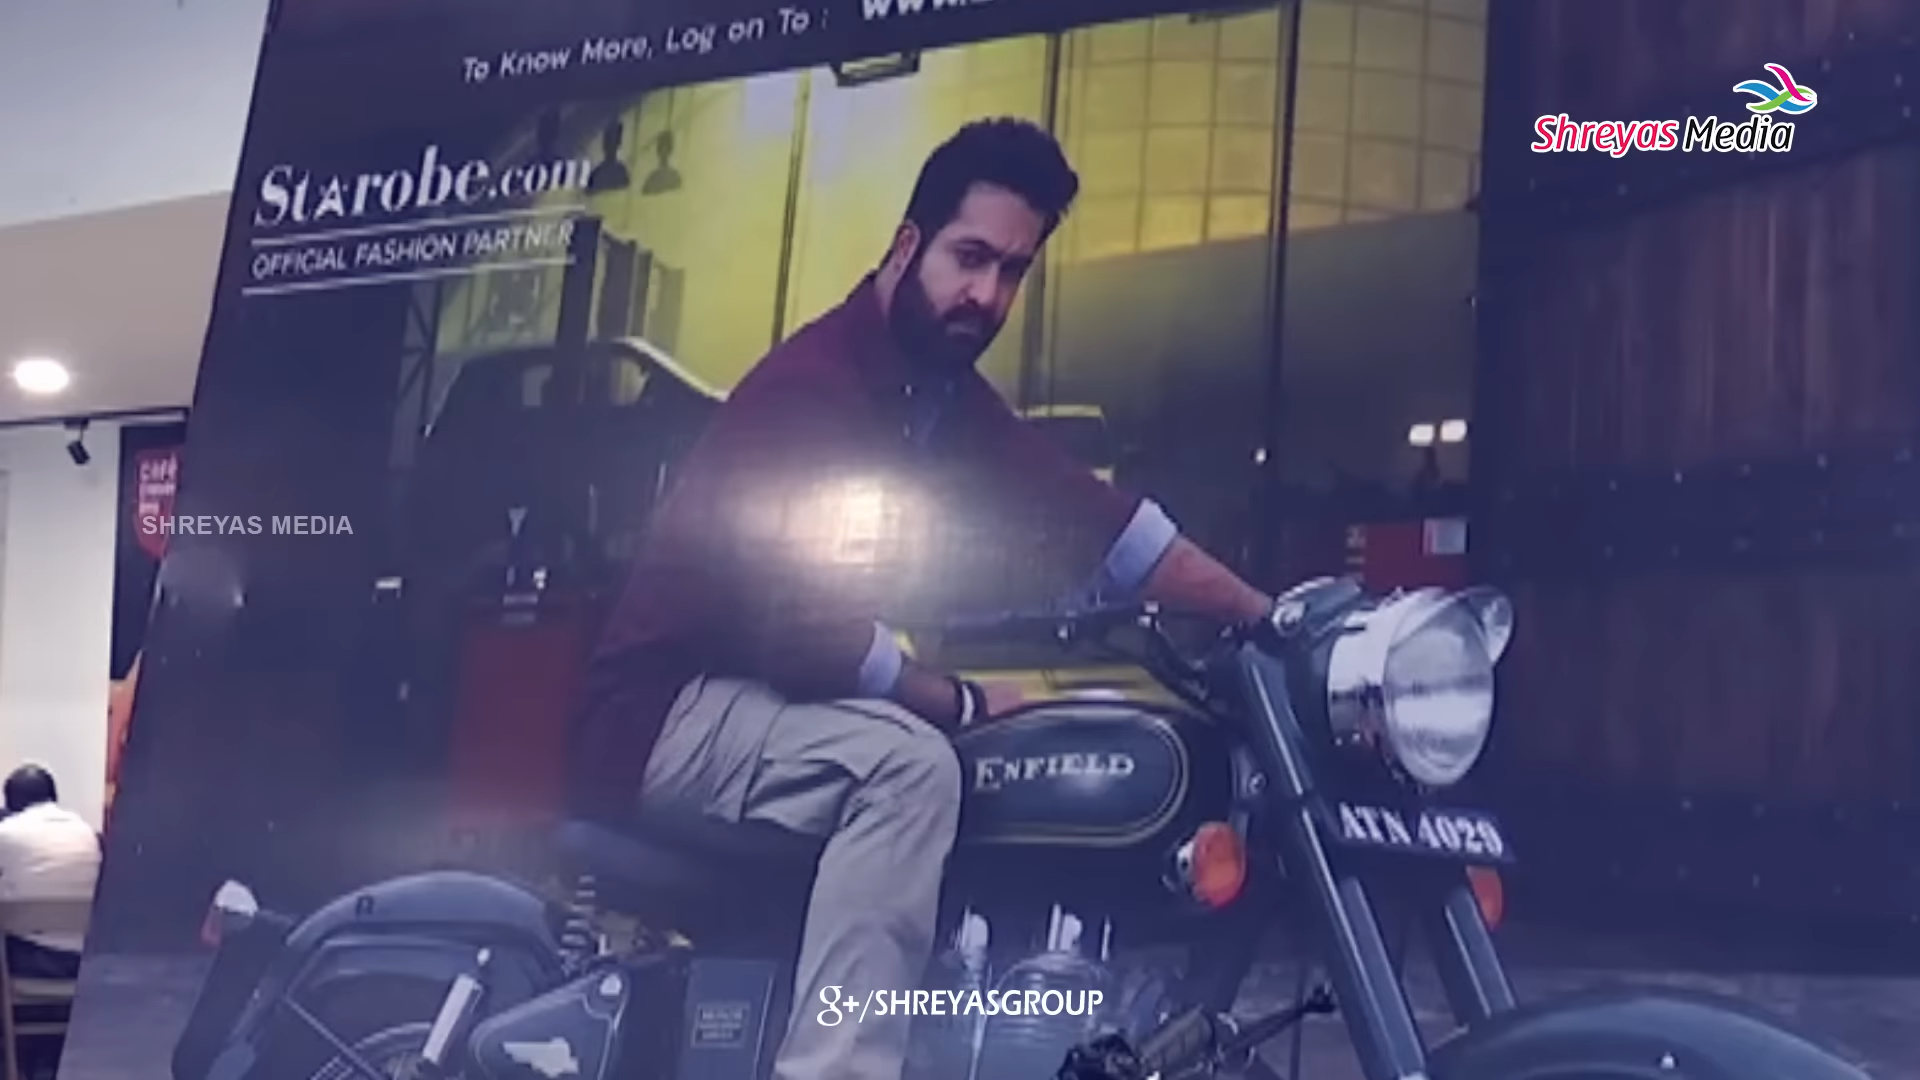 To Know More, Log on To :
Shreyas Media
Starobe.com
OFFICIAL FASHION PARTNER
CAFÉ
SHREYAS MEDIA
ENFIELD
ATN 4029
g+/SHREYASGROUP